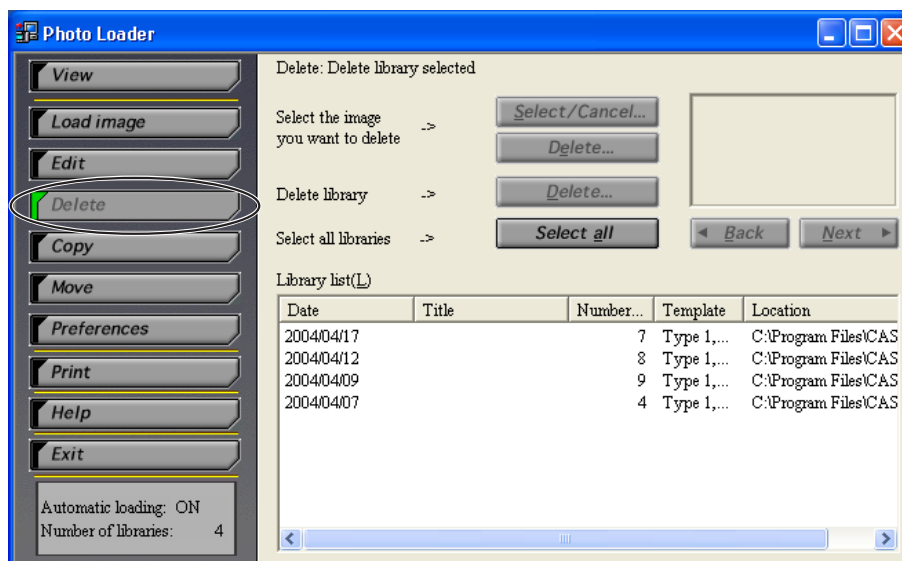 Photo Loader
View
Load image
Edit
Delete
Copy
Move
Preferences
Print
Help
Exit
Automatic loading: ON
Number of libraries: 4
Delete: Delete library selected
Select the image
you want to delete
->
Select/Cancel...
Delete...
Delete library -> Delete...
Select all libraries -> Select all
Back Next
Library list(L)
Date Title Number... Template Location
2004/04/17 7 Type 1,... C:\Program Files\CAS
2004/04/12 8 Type 1,... C:\Program Files\CAS
2004/04/09 9 Type 1,... C:\Program Files\CAS
2004/04/07 4 Type 1,... C:\Program Files\CAS